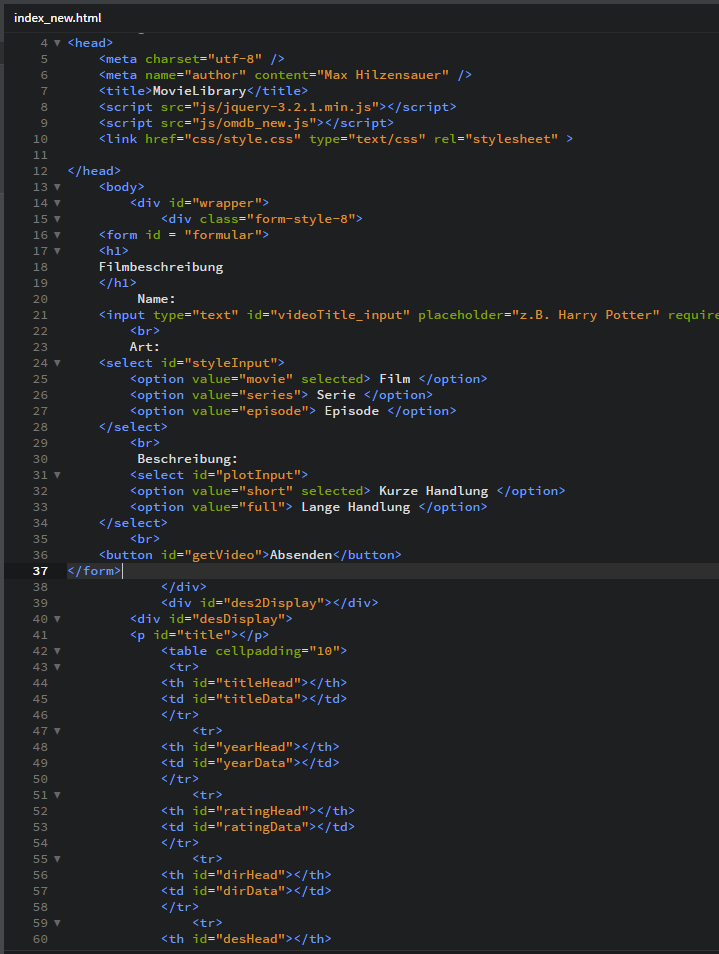 index_new.html
4 <head>
5 <meta charset="utf-8" />
6 <meta name="author" content="Max Hilzensauer" />
7 <title>MovieLibrary</title>
8 <script src="js/jquery-3.2.1.min.js"></script>
9 <script src="js/omdb_new.js"></script>
10 <link href="css/style.css" type="text/css" rel="stylesheet" >
11
12 </head>
13 <body>
14 <div id="wrapper">
15 <div class="form-style-8">
16 <form id = "formular">
17 <h1>
18 Filmbeschreibung
19 </h1>
20 Name:
21 <input type="text" id="videoTitle_input" placeholder="z.B. Harry Potter" require
22 <br>
23 Art:
24 <select id="styleInput">
25 <option value="movie" selected> Film </option>
26 <option value="series"> Serie </option>
27 <option value="episode"> Episode </option>
28 </select>
29 <br>
30 Beschreibung:
31 <select id="plotInput">
32 <option value="short" selected> Kurze Handlung </option>
33 <option value="full"> Lange Handlung </option>
34 </select>
35 <br>
36 <button id="getVideo">Absenden</button>
37 </form>
38 </div>
39 <div id="des2Display"></div>
40 <div id="desDisplay">
41 <p id="title"></p>
42 <table cellpadding="10">
43 <tr>
44 <th id="titleHead"></th>
45 <td id="titleData"></td>
46 </tr>
47 <tr>
48 <th id="yearHead"></th>
49 <td id="yearData"></td>
50 </tr>
51 <tr>
52 <th id="ratingHead"></th>
53 <td id="ratingData"></td>
54 </tr>
55 <tr>
56 <th id="dirHead"></th>
57 <td id="dirData"></td>
58 </tr>
59 <tr>
60 <th id="desHead"></th>